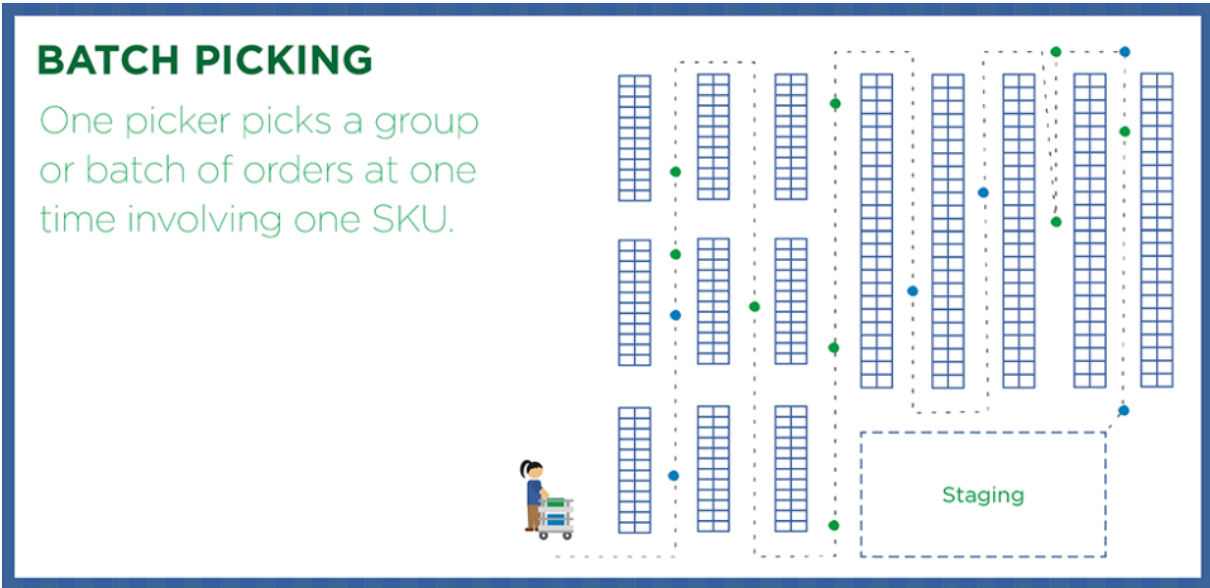 BATCH PICKING
One picker picks a group
or batch of orders at one
time involving one SKU.
Staging